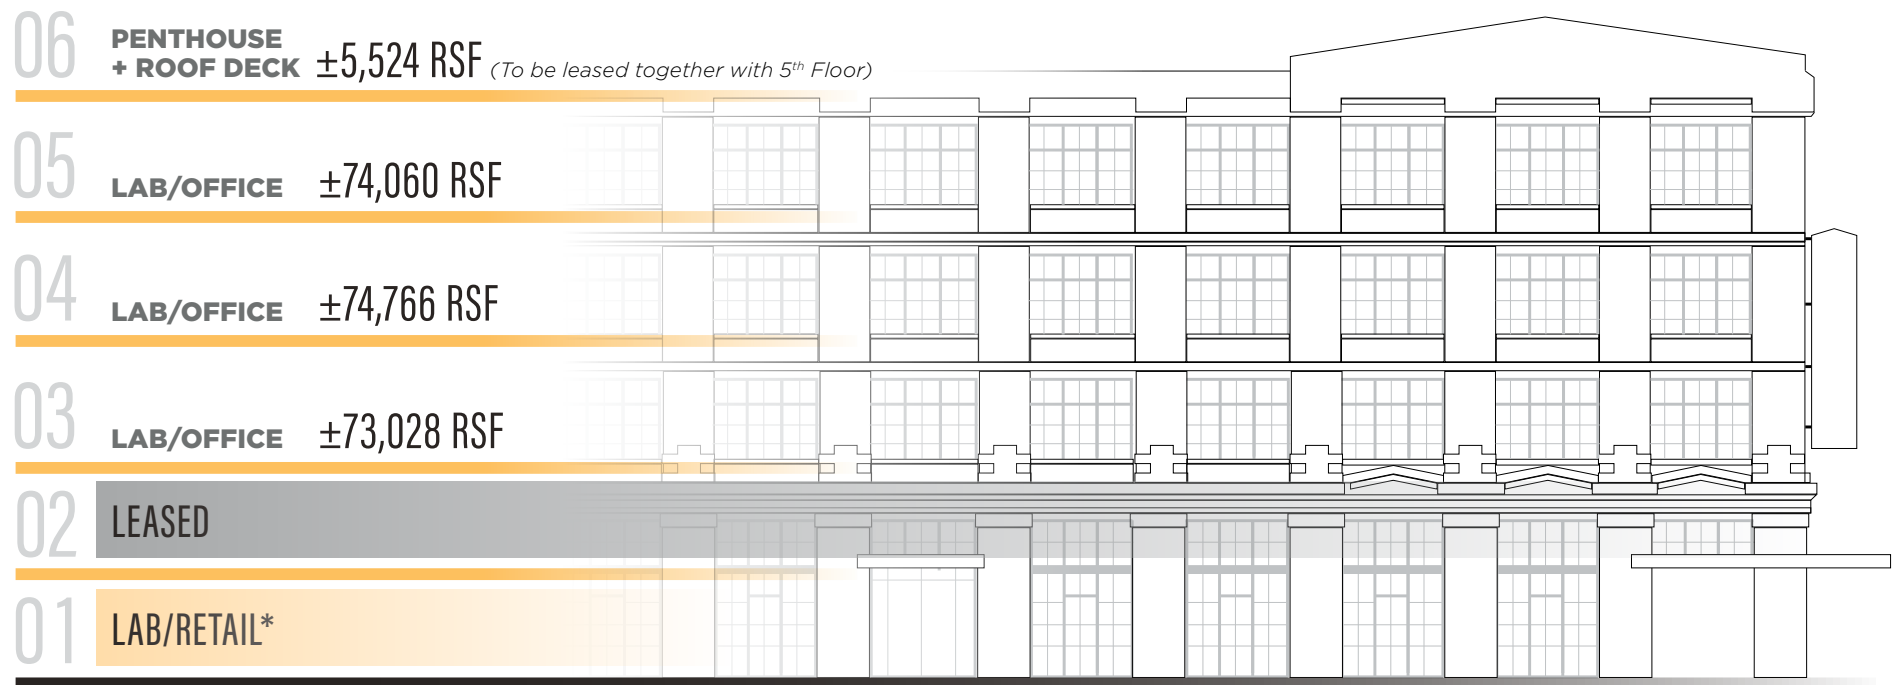 06
PENTHOUSE
+ ROOF DECK ±5,524 RSF (To be leased together with 5th Floor)
05
LAB/OFFICE ±74,060 RSF
04
LAB/OFFICE ±74,766 RSF
03
LAB/OFFICE ±73,028 RSF
02
LEASED
01
LAB/RETAIL*